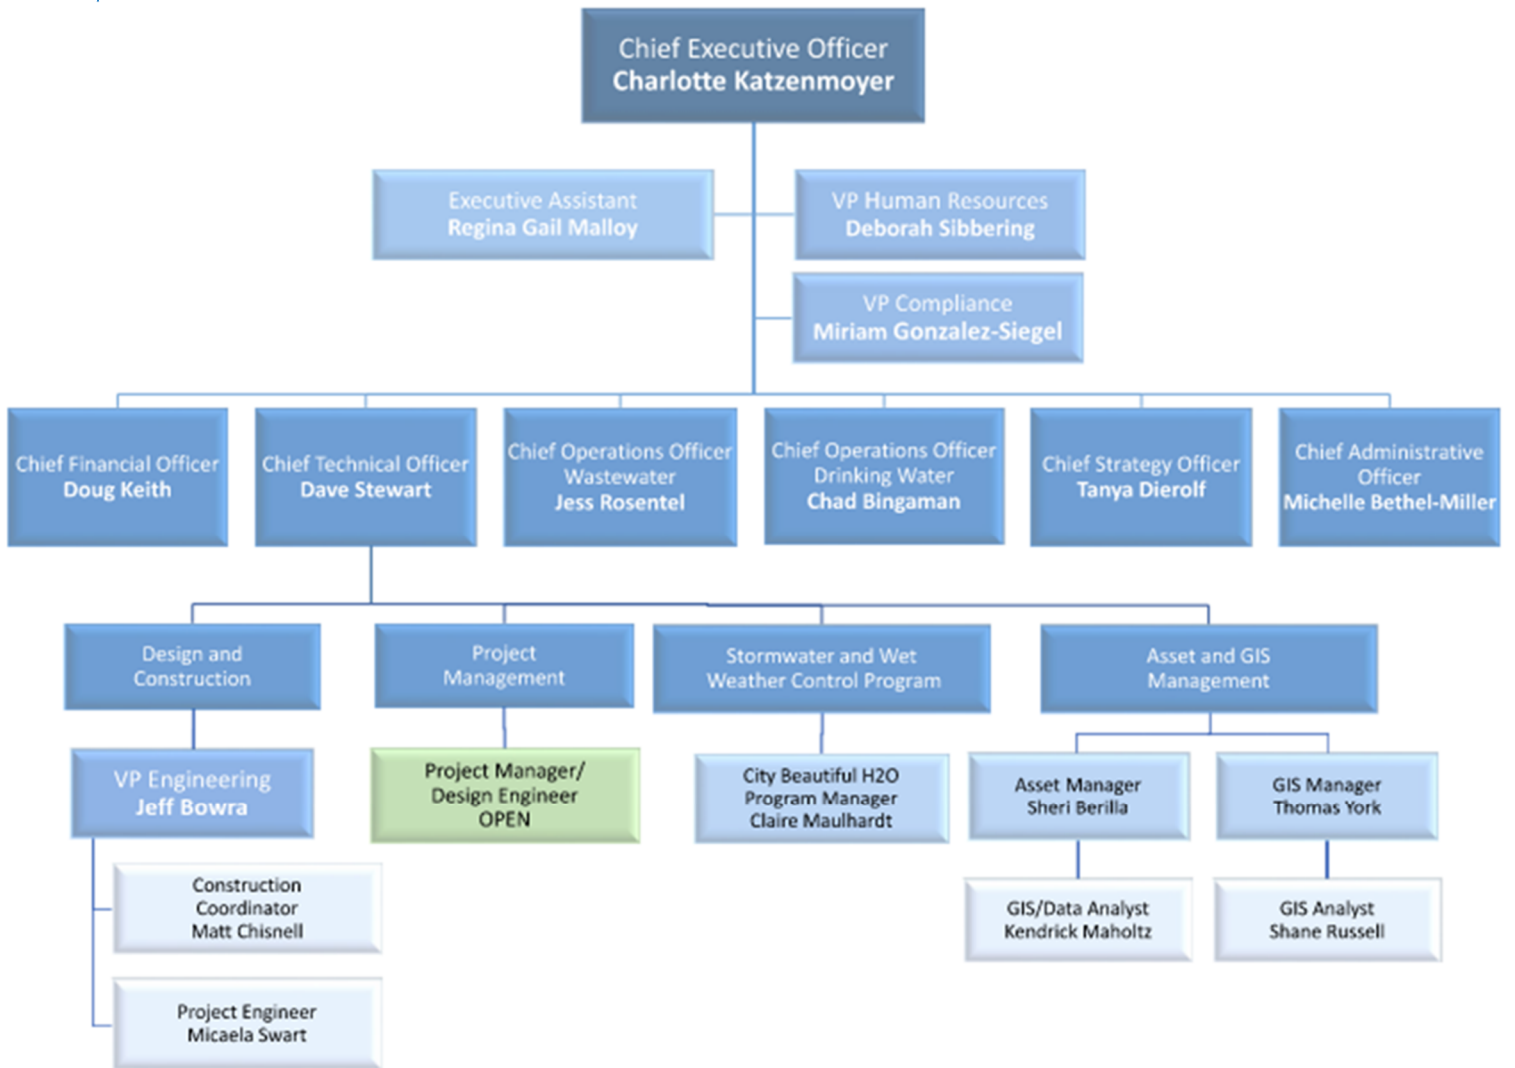 Chief Executive Officer
Charlotte Katzenmoyer
Executive Assistant
Regina Gail Malloy
VP Human Resources
Deborah Sibbering
VP Compliance
Miriam Gonzalez-Siegel
Chief Financial Officer
Doug Keith
Chief Technical Officer
Dave Stewart
Chief Operations Officer
Wastewater
Jess Rosentel
Chief Operations Officer
Drinking Water
Chad Bingaman
Chief Strategy Officer
Tanya Dierolf
Chief Administrative
Officer
Michelle Bethel-Miller
Design and
Construction
Project
Management
Stormwater and Wet
Weather Control Program
Asset and GIS
Management
VP Engineering
Jeff Bowra
Project Manager/
Design Engineer
OPEN
City Beautiful H2O
Program Manager
Claire Maulhardt
Asset Manager
Sheri Berilla
GIS Manager
Thomas York
Construction
Coordinator
Matt Chisnell
GIS/Data Analyst
Kendrick Maholtz
GIS Analyst
Shane Russell
Project Engineer
Micaela Swart